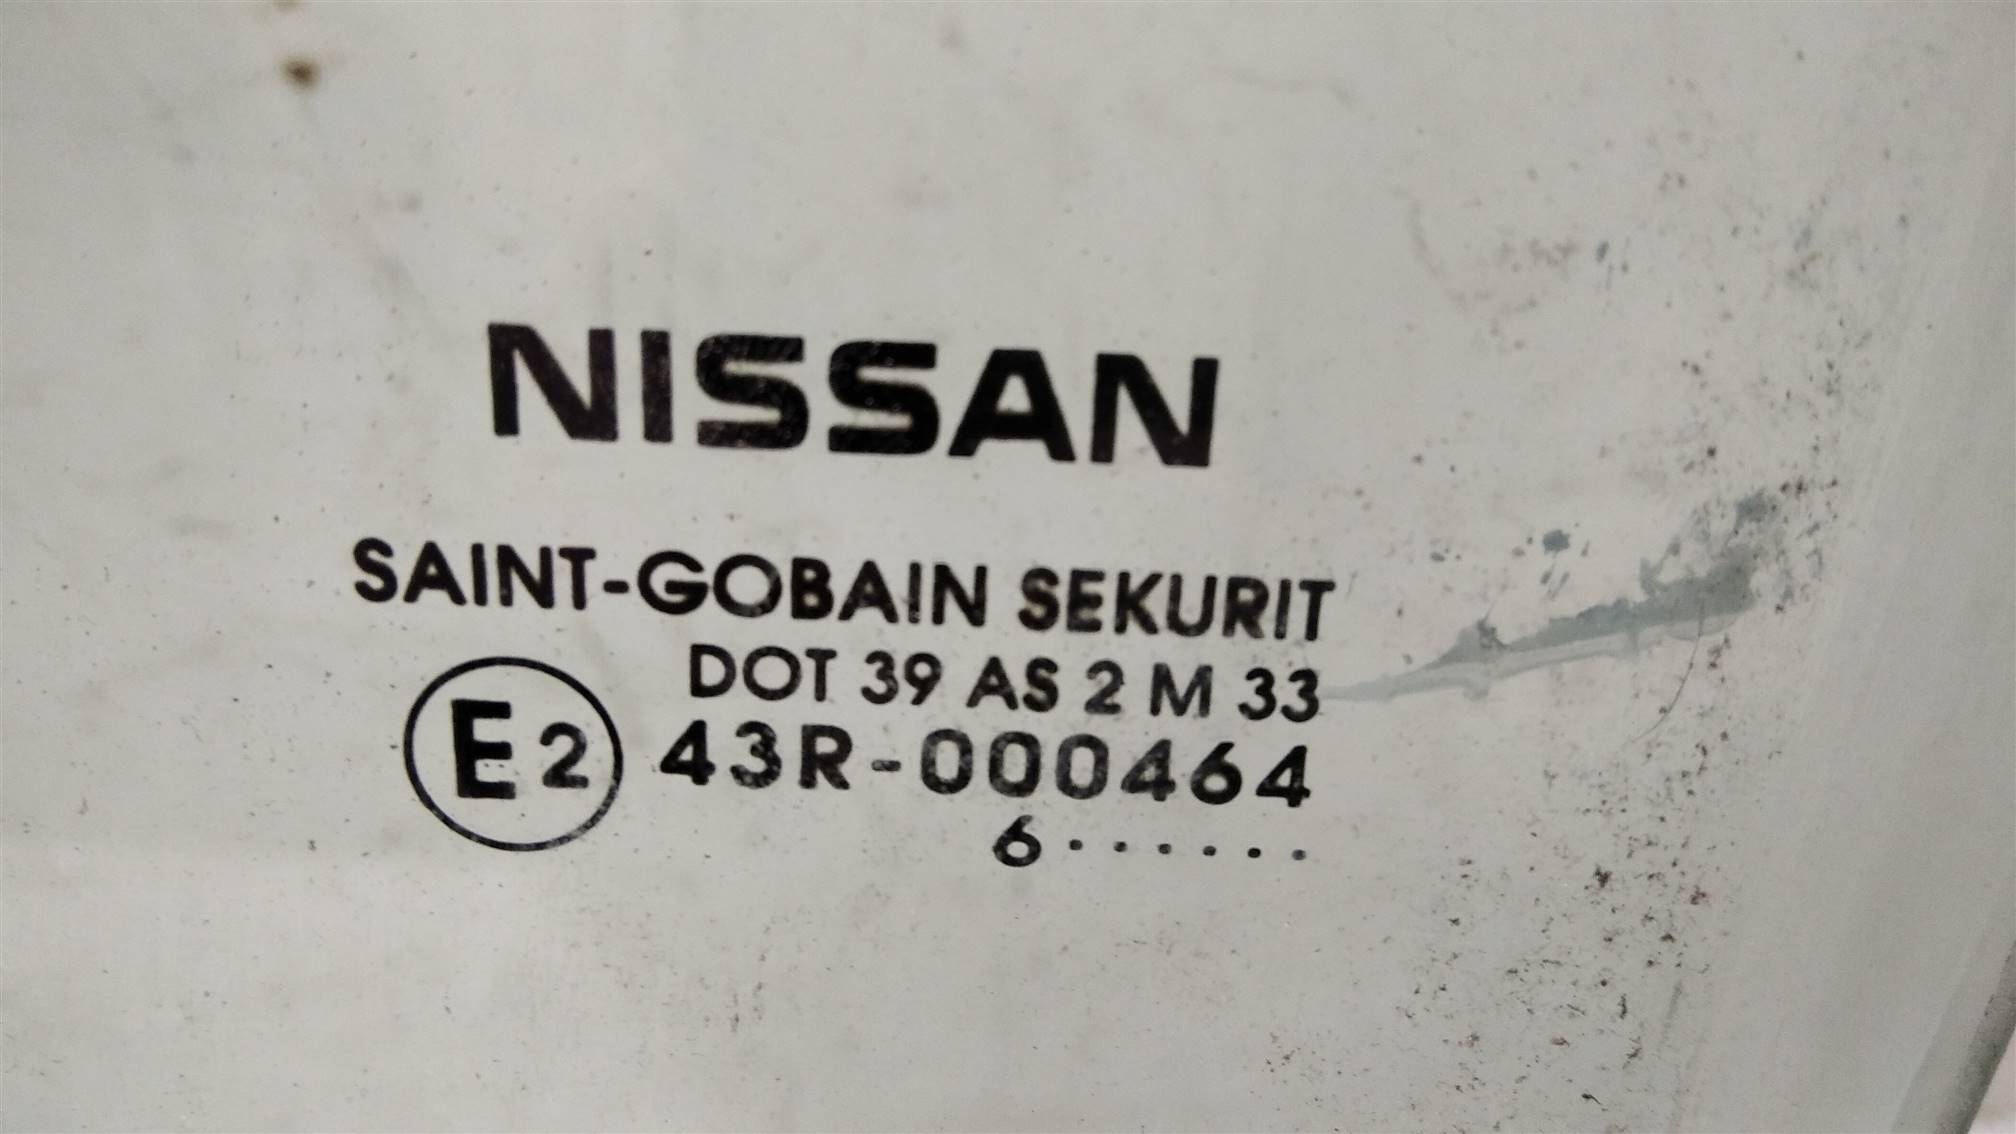 NISSAN
SAINT-GOBAIN SEKURIT
DOT 39 AS 2 M 33
E2 43R-000464
6······